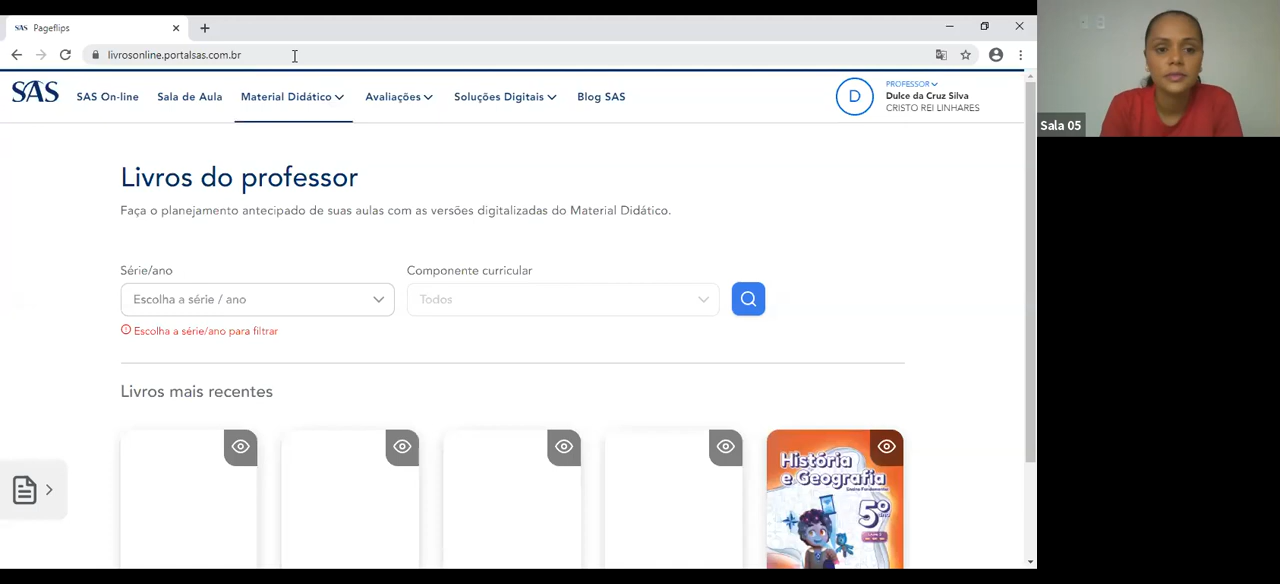 SAS Pageflips
livrosonline.portalsas.com.br
SAS
SAS On-line Sala de Aula Material Didático Avaliações Soluções Digitais Blog SAS
D
PROFESSOR
Dulce da Cruz Silva
CRISTO REI LINHARES
Sala 05
Livros do professor
Faça o planejamento antecipado de suas aulas com as versões digitalizadas do Material Didático.
Série/ano
Componente curricular
Escolha a série / ano
Todos
Escolha a série/ano para filtrar
Livros mais recentes
História
e Geografia
Ensino Fundamental
5º